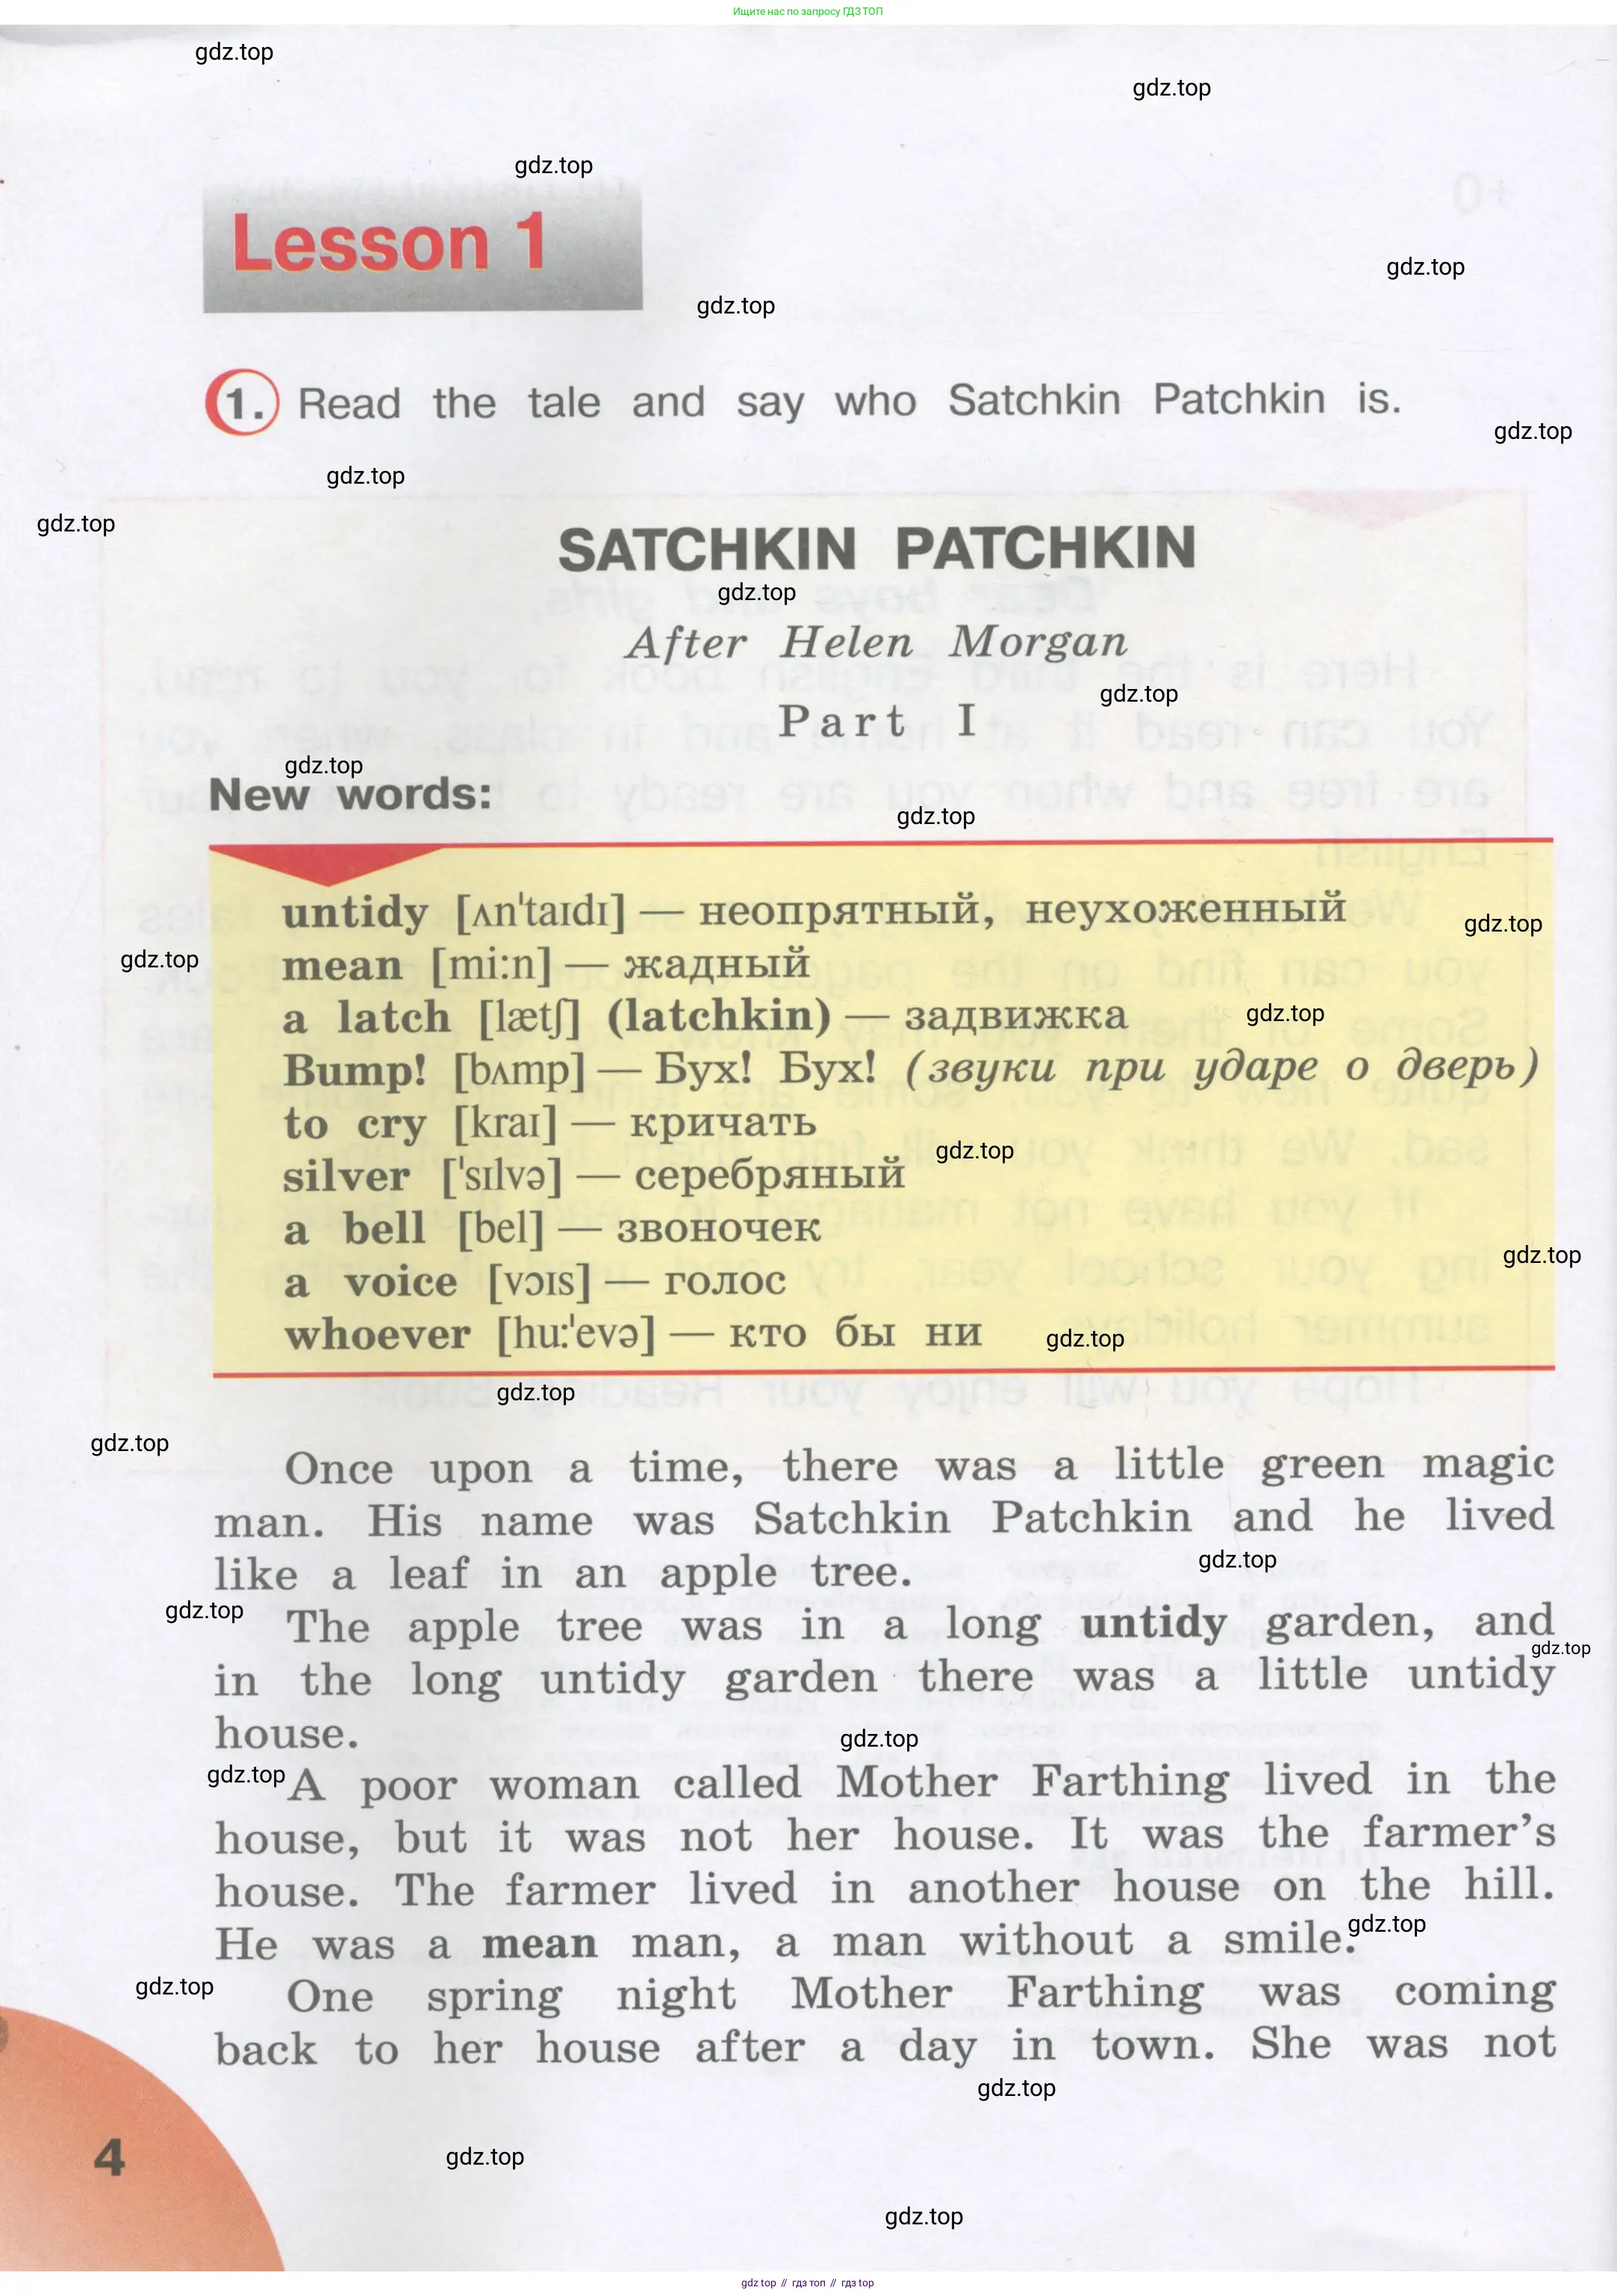 Ищите нас по запросу ГДЗ ТОП
gdz.top
gdz.top
gdz.top
Lesson 1
gdz.top
gdz.top
1. Read the tale and say who Satchkin Patchkin is.
gdz.top
gdz.top
gdz.top
SATCHKIN PATCHKIN
gdz.top
After Helen Morgan
gdz.top
Part I
gdz.top
New words:
gdz.top
untidy [ʌnˈtaɪdɪ] — неопрятный, неухоженный
gdz.top
gdz.top
mean [mi:n] — жадный
a latch [lætʃ] (latchkin) — задвижка
gdz.top
Bump! [bʌmp] — Бух! Бух! (звуки при ударе о дверь)
to cry [kraɪ] — кричать
gdz.top
silver [ˈsɪlvə] — серебряный
a bell [bel] — звоночек
gdz.top
a voice [vɔɪs] — голос
whoever [hu:ˈevə] — кто бы ни
gdz.top
gdz.top
gdz.top
Once upon a time, there was a little green magic
man. His name was Satchkin Patchkin and he lived
like a leaf in an apple tree.
gdz.top
gdz.top
The apple tree was in a long untidy garden, and
gdz.top
in the long untidy garden there was a little untidy
house.
gdz.top
gdz.top
A poor woman called Mother Farthing lived in the
house, but it was not her house. It was the farmer's
house. The farmer lived in another house on the hill.
He was a mean man, a man without a smile.
gdz.top
gdz.top
One spring night Mother Farthing was coming
back to her house after a day in town. She was not
gdz.top
4
gdz.top
gdz.top
gdz top // гдз топ // гдз top